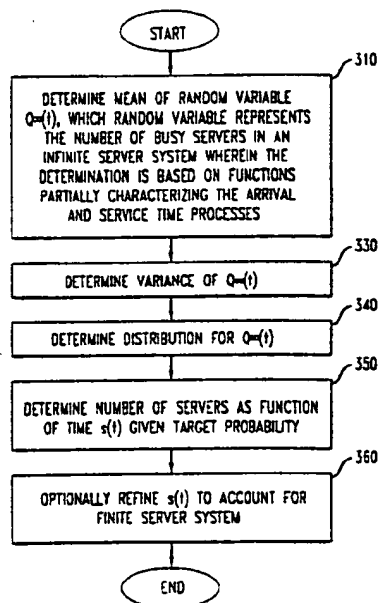 START
310
DETERMINE MEAN OF RANDOM VARIABLE
Q∞(t), WHICH RANDOM VARIABLE REPRESENTS
THE NUMBER OF BUSY SERVERS IN AN
INFINITE SERVER SYSTEM WHEREIN THE
DETERMINATION IS BASED ON FUNCTIONS
PARTIALLY CHARACTERIZING THE ARRIVAL
AND SERVICE TIME PROCESSES
330
DETERMINE VARIANCE OF Q∞(t)
340
DETERMINE DISTRIBUTION FOR Q∞(t)
350
DETERMINE NUMBER OF SERVERS AS FUNCTION
OF TIME s(t) GIVEN TARGET PROBABILITY
360
OPTIONALLY REFINE s(t) TO ACCOUNT FOR
FINITE SERVER SYSTEM
END